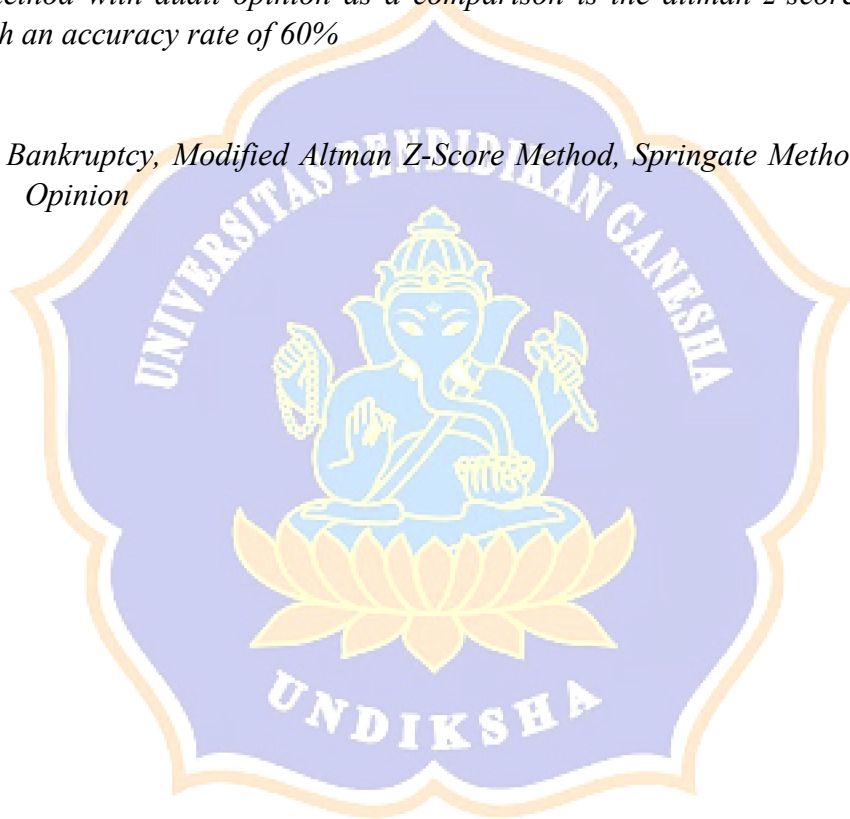 method with audit opinion as a comparison is the altman z-score
h an accuracy rate of 60%
Bankruptcy, Modified Altman Z-Score Method, Springate Metho
Opinion
UNIVERSITAS PENDIDIKAN GANESHA
UNDIKSHA